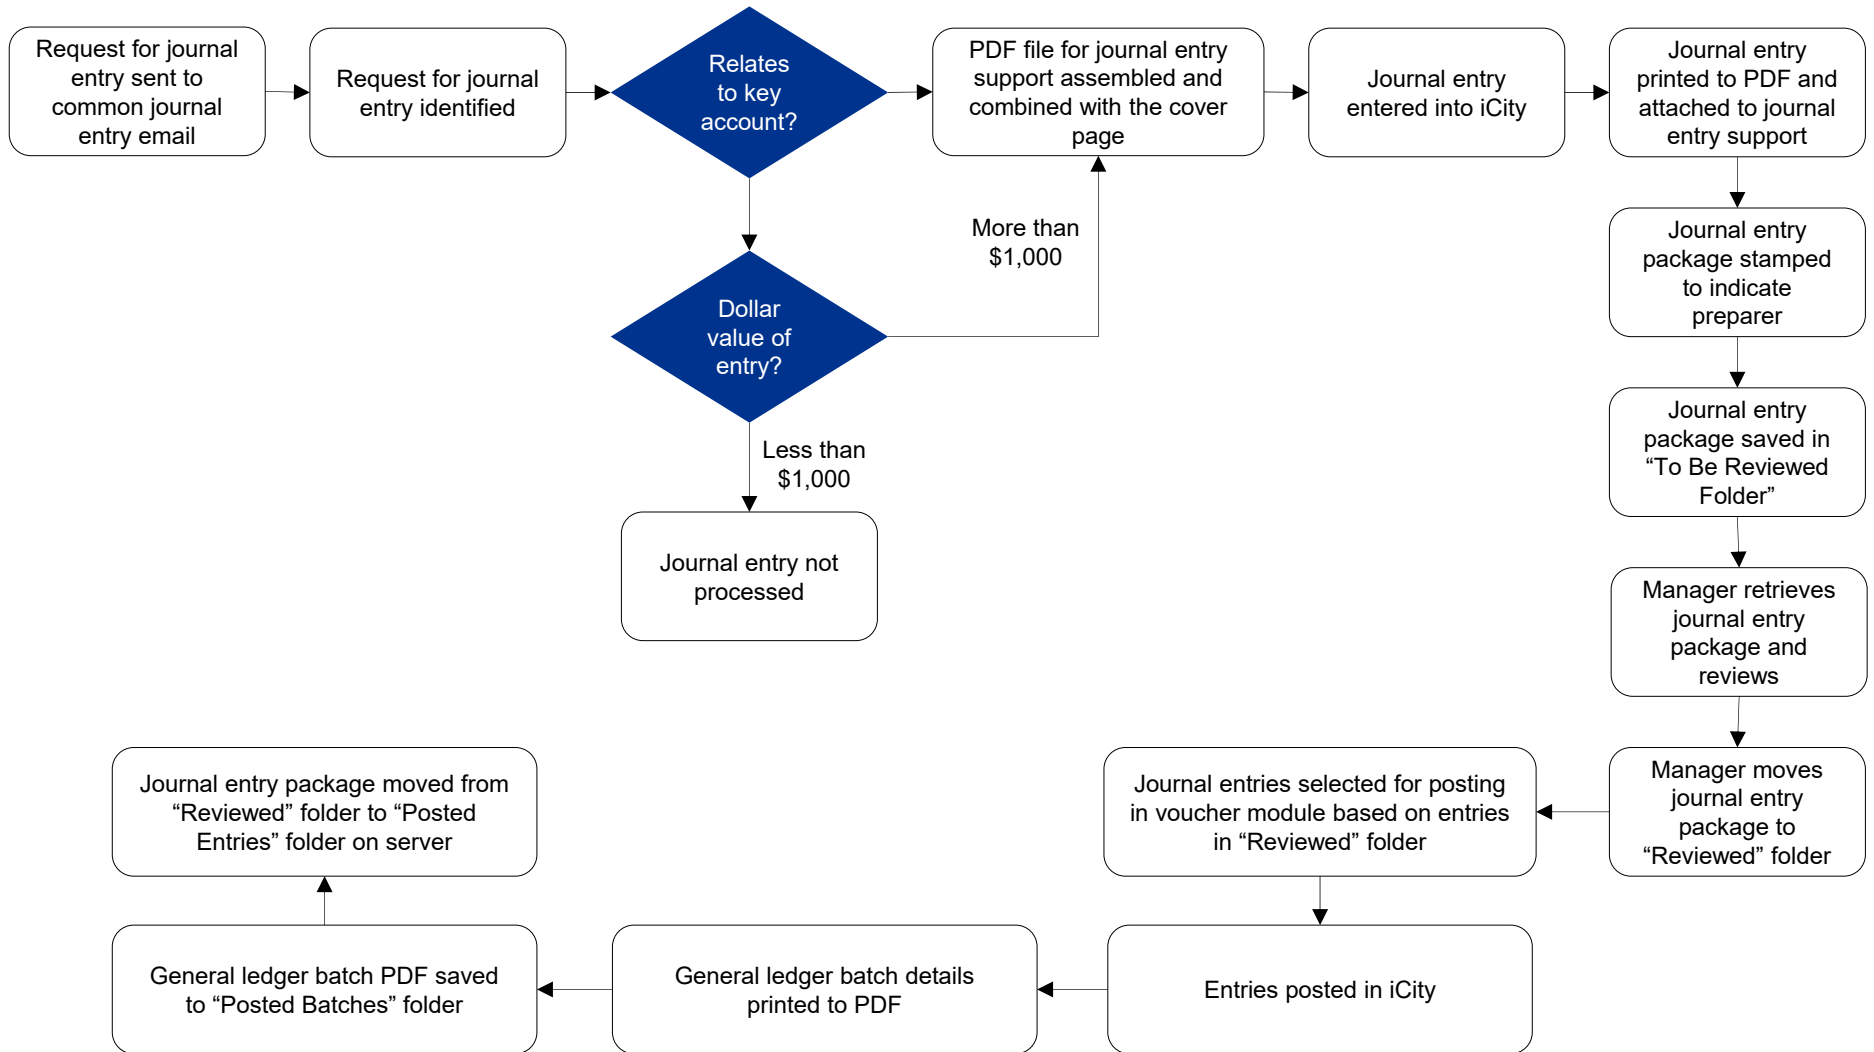 Request for journal
entry sent to
common journal
entry email
Request for journal
entry identified
Relates
to key
account?
PDF file for journal entry
support assembled and
combined with the cover
page
Journal entry
entered into iCity
Journal entry
printed to PDF and
attached to journal
entry support
More than
$1,000
Journal entry
package stamped
to indicate
preparer
Dollar
value of
entry?
Less than
$1,000
Journal entry not
processed
Journal entry
package saved in
“To Be Reviewed
Folder”
Manager retrieves
journal entry
package and
reviews
Manager moves
journal entry
package to
“Reviewed” folder
Journal entries selected for posting
in voucher module based on entries
in “Reviewed” folder
Entries posted in iCity
General ledger batch details
printed to PDF
General ledger batch PDF saved
to “Posted Batches” folder
Journal entry package moved from
“Reviewed” folder to “Posted
Entries” folder on server